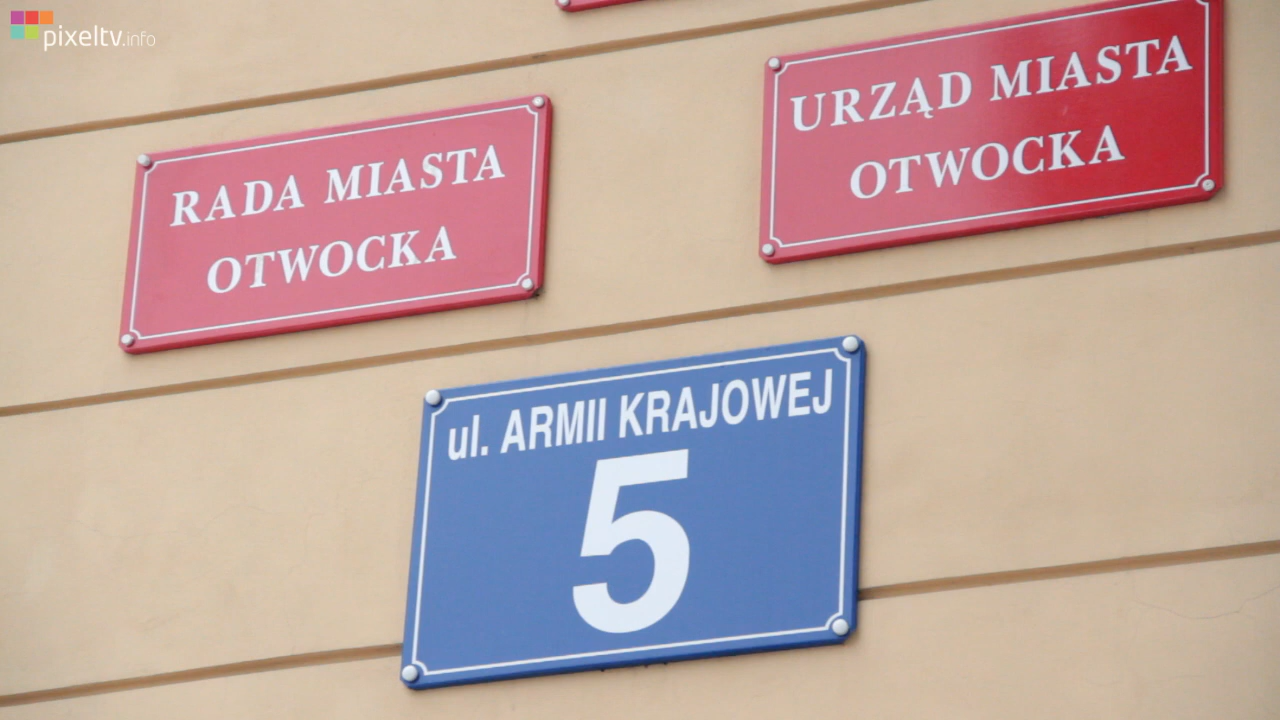 pixeltv.info
RADA MIASTA
OTWOCKA
URZĄD MIASTA
OTWOCKA
ul. ARMII KRAJOWEJ
5